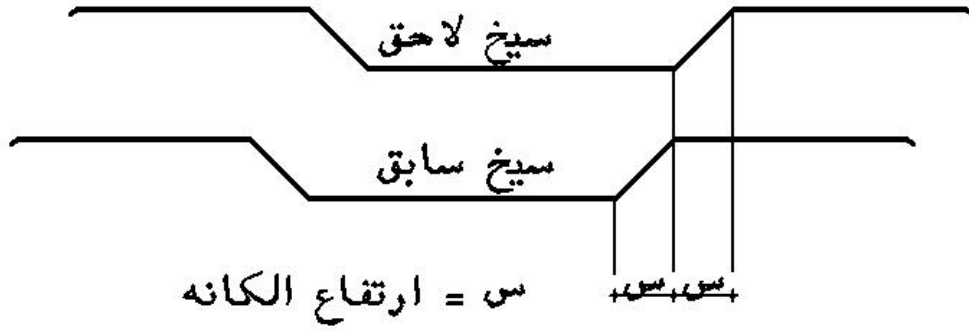 سيخ لاحق
سيخ سابق
س س
س = ارتفاع الكانه